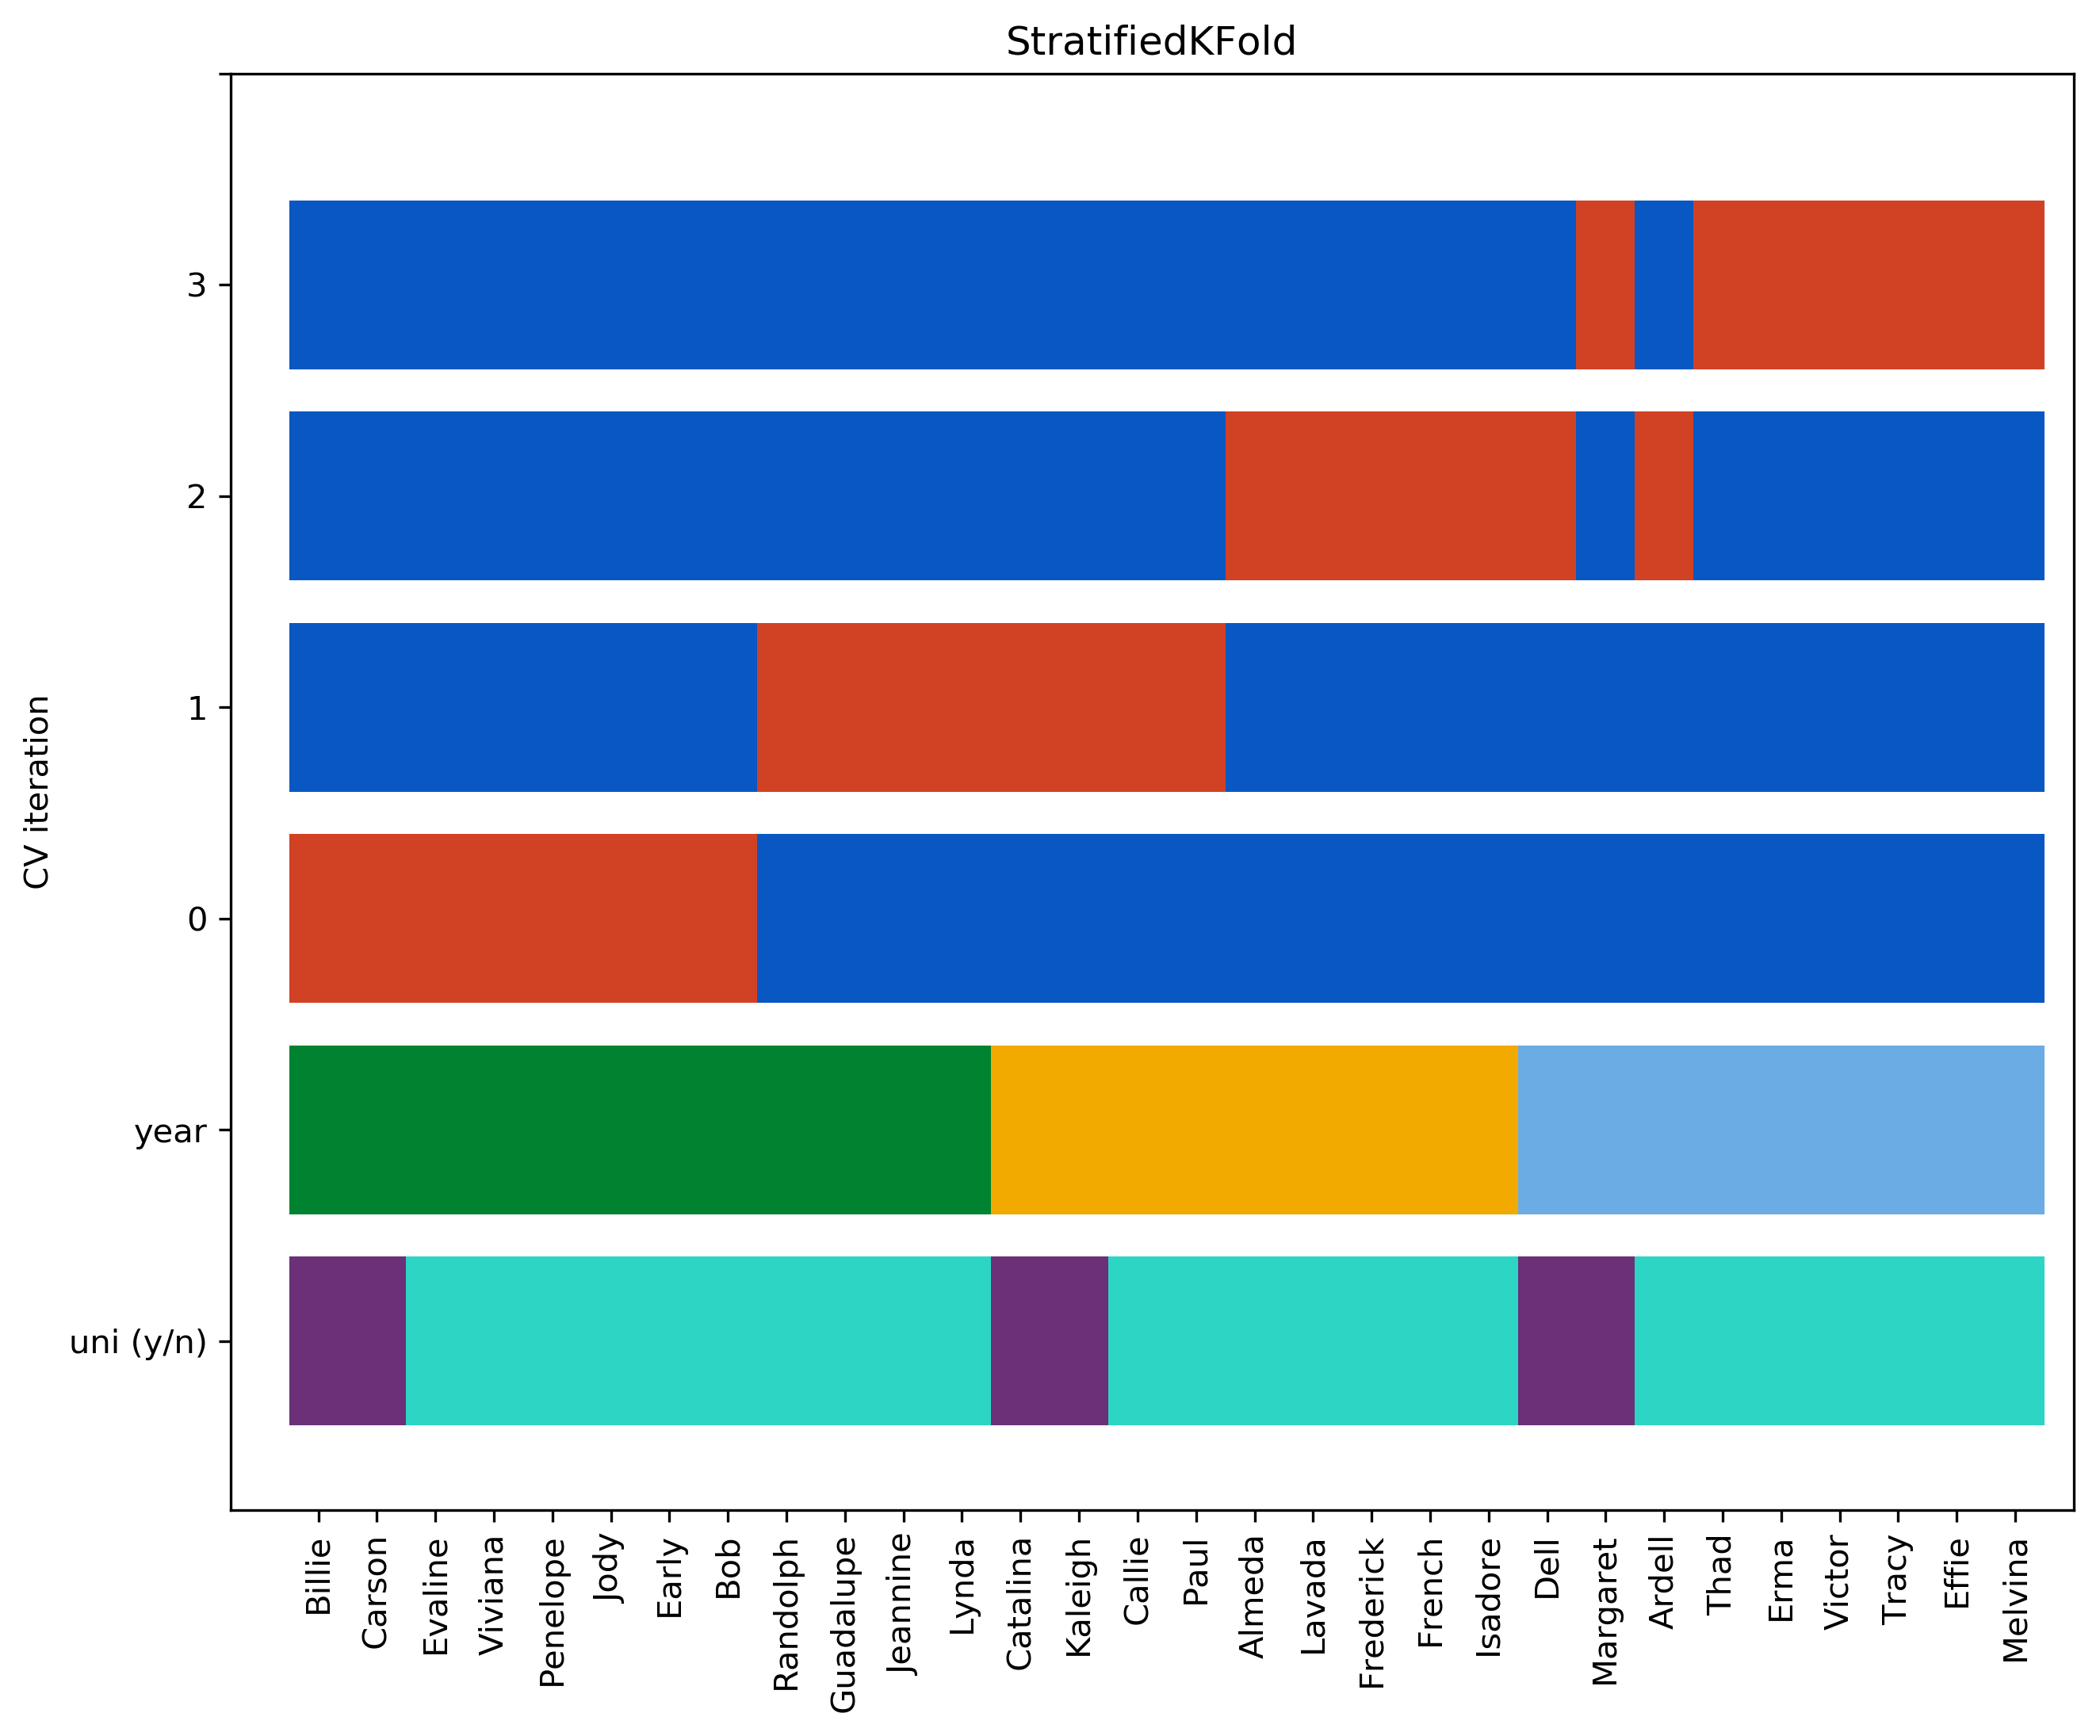 StratifiedKFold
CV iteration
3
2
1
0
year
uni (y/n)
Billie
Carson
Evaline
Viviana
Penelope
Jody
Early
Bob
Randolph
Guadalupe
Jeannine
Lynda
Catalina
Kaleigh
Callie
Paul
Almeda
Lavada
Frederick
French
Isadore
Dell
Margaret
Ardell
Thad
Erma
Victor
Tracy
Effie
Melvina